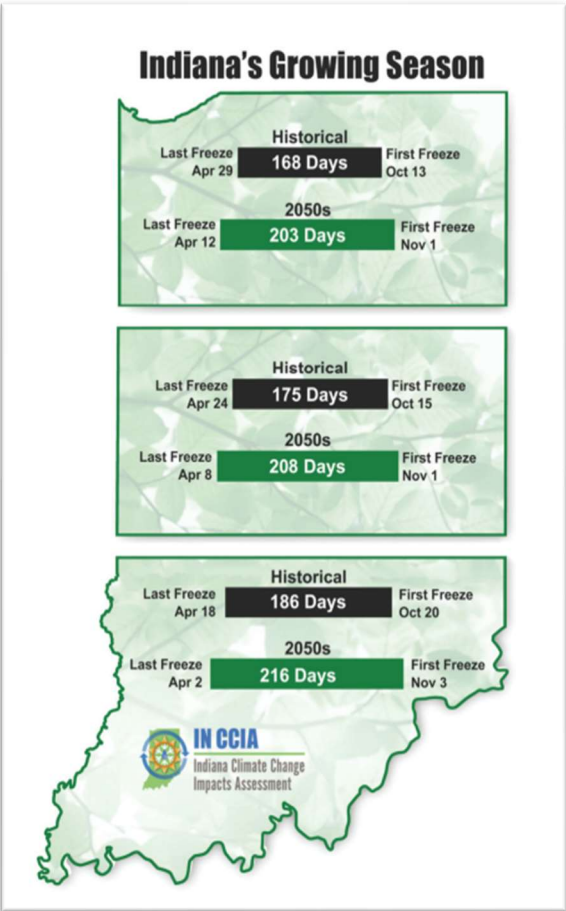 Indiana's Growing Season
Historical
Last Freeze
Apr 29
168 Days
First Freeze
Oct 13
2050s
Last Freeze
Apr 12
203 Days
First Freeze
Nov 1
Historical
Last Freeze
Apr 24
175 Days
First Freeze
Oct 15
2050s
Last Freeze
Apr 8
208 Days
First Freeze
Nov 1
Historical
Last Freeze
Apr 18
186 Days
First Freeze
Oct 20
2050s
Last Freeze
Apr 2
216 Days
First Freeze
Nov 3
IN CCIA
Indiana Climate Change
Impacts Assessment